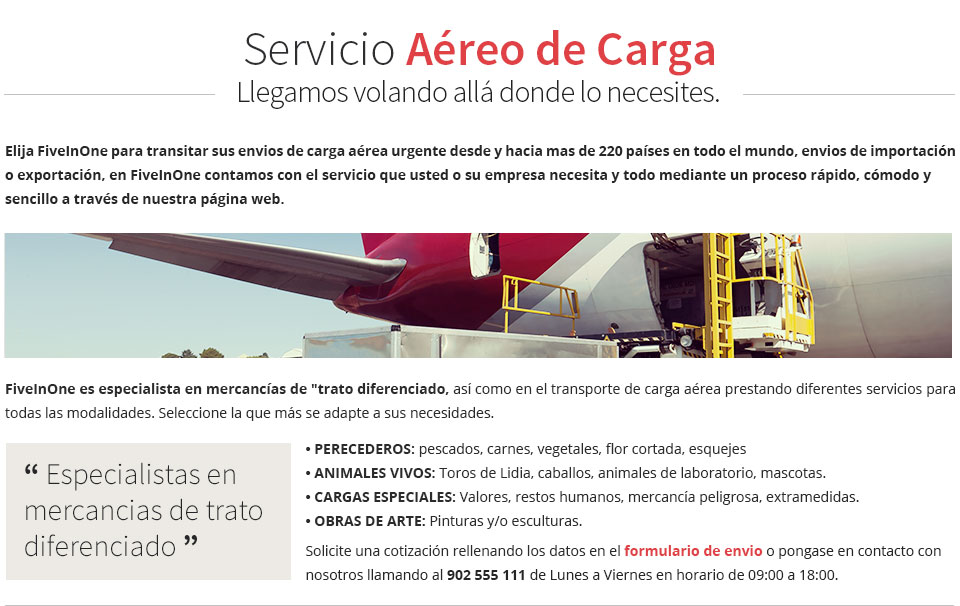 Servicio Aéreo de Carga
Llegamos volando allá donde lo necesites.
Elija FiveInOne para transitar sus envios de carga aérea urgente desde y hacia mas de 220 países en todo el mundo, envios de importación
o exportación, en FiveInOne contamos con el servicio que usted o su empresa necesita y todo mediante un proceso rápido, cómodo y
sencillo a través de nuestra página web.
FiveInOne es especialista en mercancías de "trato diferenciado, así como en el transporte de carga aérea prestando diferentes servicios para
todas las modalidades. Seleccione la que más se adapte a sus necesidades.
“ Especialistas en
mercancias de trato
diferenciado ”
• PERECEDEROS: pescados, carnes, vegetales, flor cortada, esquejes
• ANIMALES VIVOS: Toros de Lidia, caballos, animales de laboratorio, mascotas.
• CARGAS ESPECIALES: Valores, restos humanos, mercancía peligrosa, extramedidas.
• OBRAS DE ARTE: Pinturas y/o esculturas.
Solicite una cotización rellenando los datos en el formulario de envio o pongase en contacto con
nosotros llamando al 902 555 111 de Lunes a Viernes en horario de 09:00 a 18:00.